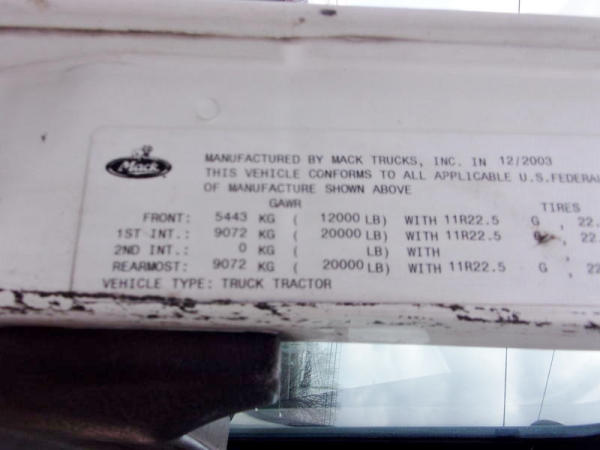 Mack
MANUFACTURED BY MACK TRUCKS, INC. IN 12/2003
THIS VEHICLE CONFORMS TO ALL APPLICABLE U.S.FEDERAL
OF MANUFACTURE SHOWN ABOVE
GAWR TIRES
FRONT: 5443 KG ( 12000 LB) WITH 11R22.5 G , 22.
1ST INT.: 9072 KG ( 20000 LB) WITH 11R22.5 , 22.
2ND INT.: 0 KG ( LB) WITH ,
REARMOST: 9072 KG ( 20000 LB) WITH 11R22.5 G , 22
VEHICLE TYPE: TRUCK TRACTOR